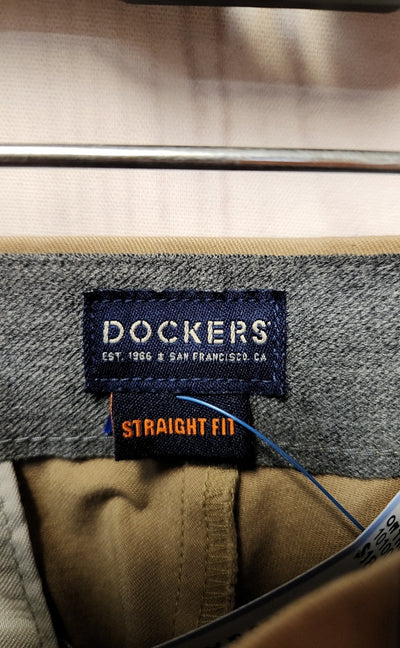 DOCKERS
EST. 1986 & SAN FRANCISCO, CA
STRAIGHT FIT